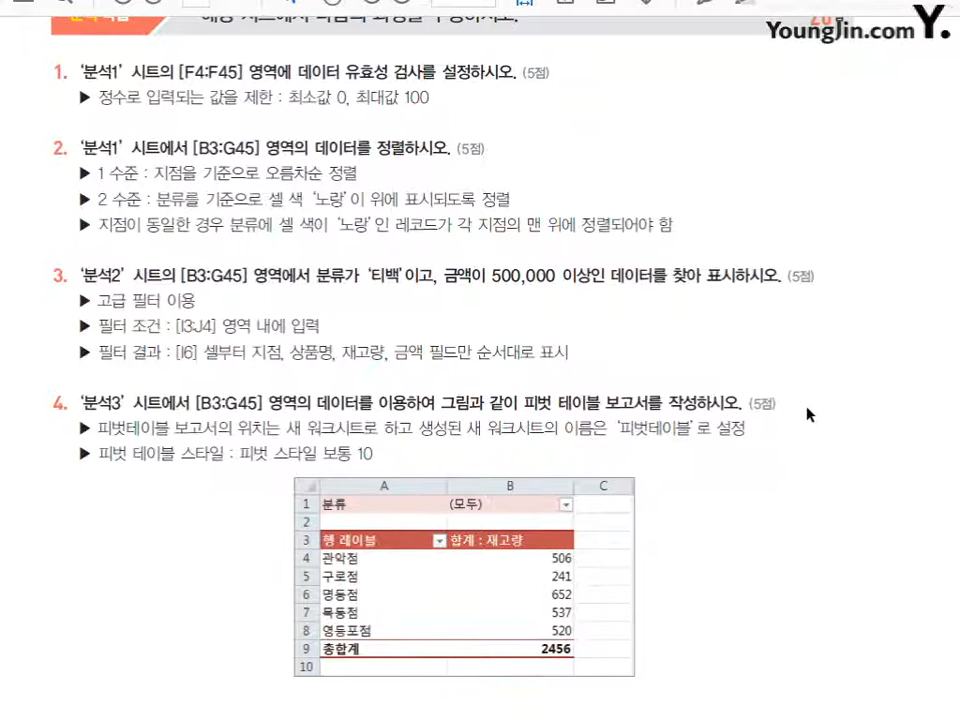 YoungJin.com Y.
1. '분석1' 시트의 [F4:F45] 영역에 데이터 유효성 검사를 설정하시오. (5점)
▶ 정수로 입력되는 값을 제한 : 최소값 0, 최대값 100
2. '분석1' 시트에서 [B3:G45] 영역의 데이터를 정렬하시오. (5점)
▶ 1 수준 : 지점을 기준으로 오름차순 정렬
▶ 2 수준 : 분류를 기준으로 셀 색 '노랑'이 위에 표시되도록 정렬
▶ 지점이 동일한 경우 분류에 셀 색이 '노랑'인 레코드가 각 지점의 맨 위에 정렬되어야 함
3. '분석2' 시트의 [B3:G45] 영역에서 분류가 '티백'이고, 금액이 500,000 이상인 데이터를 찾아 표시하시오. (5점)
▶ 고급 필터 이용
▶ 필터 조건 : [I3:J4] 영역 내에 입력
▶ 필터 결과 : [I6] 셀부터 지점, 상품명, 재고량, 금액 필드만 순서대로 표시
4. '분석3' 시트에서 [B3:G45] 영역의 데이터를 이용하여 그림과 같이 피벗 테이블 보고서를 작성하시오. (5점)
▶ 피벗테이블 보고서의 위치는 새 워크시트로 하고 생성된 새 워크시트의 이름은 '피벗테이블'로 설정
▶ 피벗 테이블 스타일 : 피벗 스타일 보통 10
A B C
1 분류 (모두)
2
3 행 레이블 합계 : 재고량
4 관악점 506
5 구로점 241
6 명동점 652
7 목동점 537
8 영등포점 520
9 총합계 2456
10